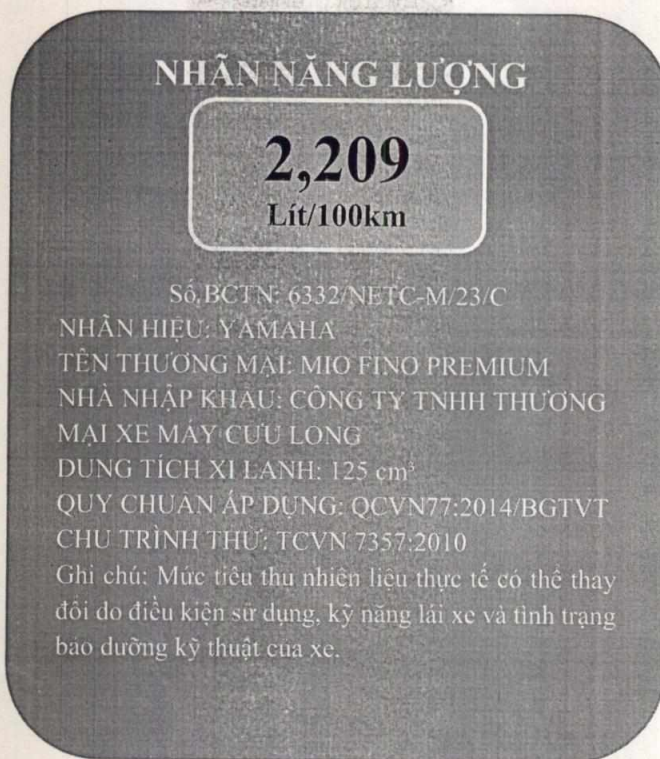 NHÃN NĂNG LƯỢNG
2,209
Lít/100km
Số BCTN: 6332/NETC-M/23/C
NHÃN HIỆU: YAMAHA
TÊN THƯƠNG MẠI: MIO FINO PREMIUM
NHÀ NHẬP KHẨU: CÔNG TY TNHH THƯƠNG
MẠI XE MÁY CỬU LONG
DUNG TÍCH XI LANH: 125 cm³
QUY CHUẨN ÁP DỤNG: QCVN77:2014/BGTVT
CHU TRÌNH THỬ: TCVN 7357:2010
Ghi chú: Mức tiêu thụ nhiên liệu thực tế có thể thay
đổi do điều kiện sử dụng, kỹ năng lái xe và tình trạng
bảo dưỡng kỹ thuật của xe.